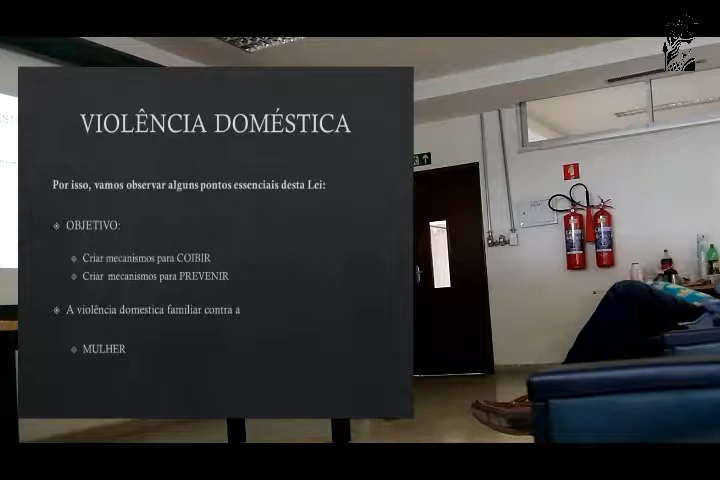 VIOLÊNCIA DOMÉSTICA
Por isso, vamos observar alguns pontos essenciais desta Lei:
OBJETIVO:
Criar mecanismos para COIBIR
Criar mecanismos para PREVENIR
A violência domestica familiar contra a
MULHER